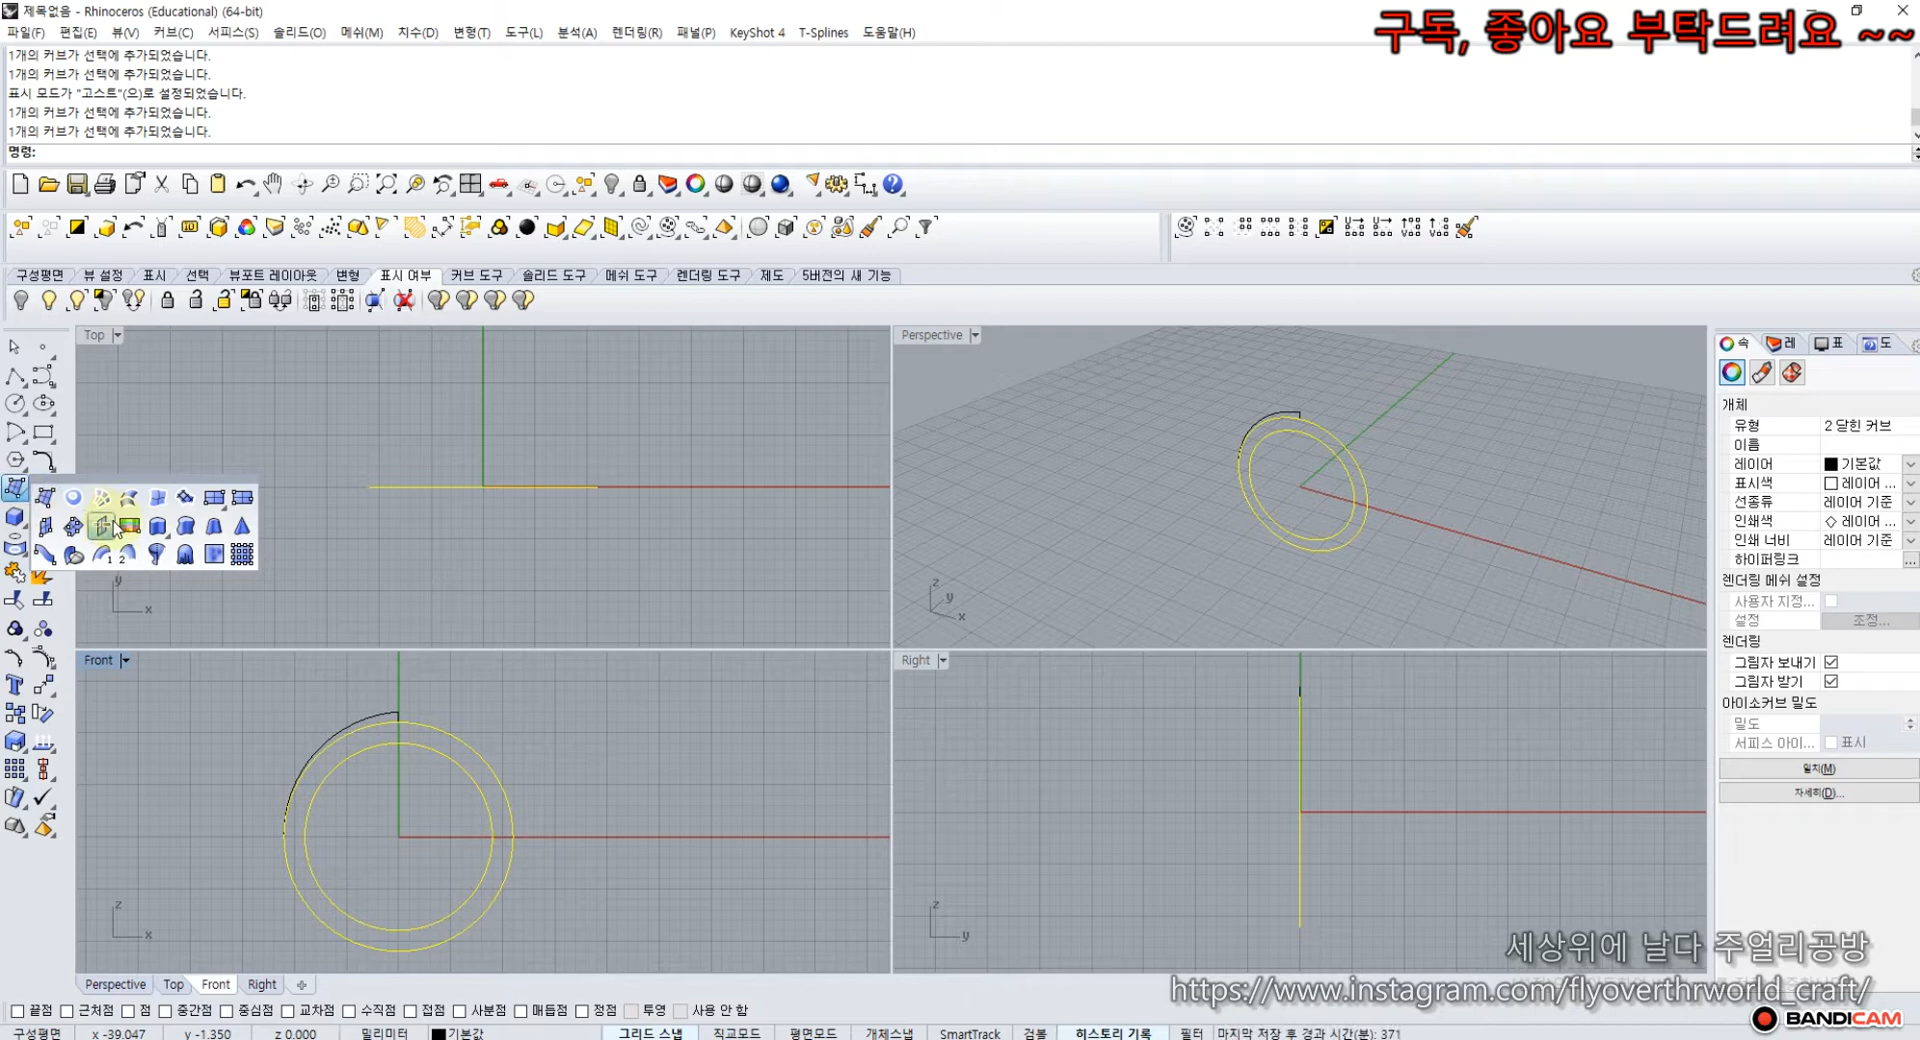 제목없음 - Rhinoceros (Educational) (64-bit)
구독, 좋아요 부탁드려요 ~~
파일(F) 편집(E) 뷰(V) 커브(C) 서피스(S) 솔리드(O) 메쉬(M) 치수(D) 변형(T) 도구(L) 분석(A) 렌더링(R) 패널(P) KeyShot 4 T-Splines 도움말(H)
1개의 커브가 선택에 추가되었습니다.
1개의 커브가 선택에 추가되었습니다.
표시 모드가 "고스트"(으)로 설정되었습니다.
1개의 커브가 선택에 추가되었습니다.
1개의 커브가 선택에 추가되었습니다.
명령:
구성평면 뷰 설정 표시 선택 뷰포트 레이아웃 변형 표시 여부 커브 도구 솔리드 도구 메쉬 도구 렌더링 도구 제도 5버전의 새 기능
Top
Perspective
속 레 표 도
개체
유형 2 닫힌 커브
이름
레이어 기본값
표시색 레이어 ...
선종류 레이어 기준
인쇄색 레이어 ...
인쇄 너비 레이어 기준
하이퍼링크 ...
렌더링 메쉬 설정
사용자 지정...
설정 조정...
렌더링
그림자 보내기
그림자 받기
아이소커브 밀도
밀도
서피스 아이... 표시
일치(M)
자세히(D)...
y
x
z
y
x
Front
Right
z
x
z
y
세상위에 날다 주얼리공방
https://www.instagram.com/flyoverthrworld_craft/
BANDICAM
Perspective Top Front Right
끝점 근처점 점 중간점 중심점 교차점 수직점 접점 사분점 매듭점 정점 투영 사용 안 함
구성평면 x -39.047 y -1.350 z 0.000 밀리미터 기본값 그리드 스냅 직교모드 평면모드 개체스냅 SmartTrack 검볼 히스토리 기록 필터 마지막 저장 후 경과 시간(분): 371